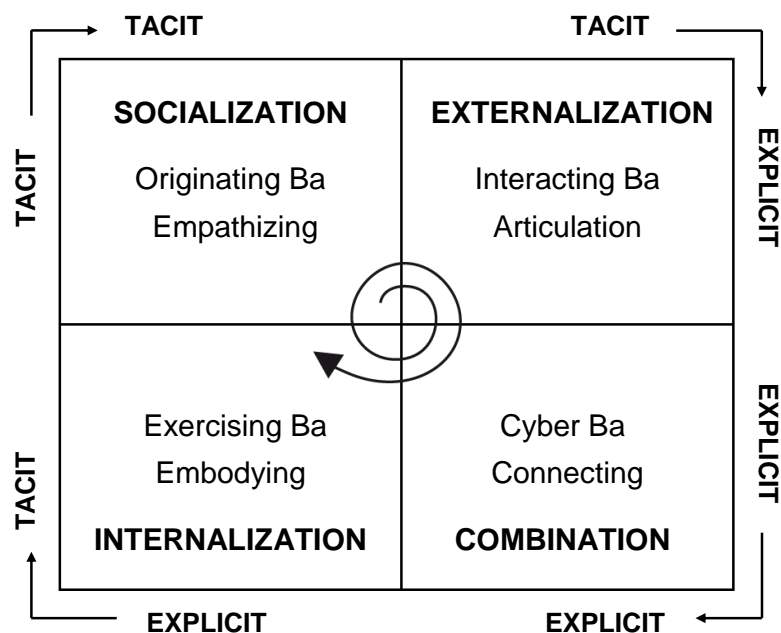 TACIT
TACIT
TACIT
EXPLICIT
SOCIALIZATION
Originating Ba
Empathizing
EXTERNALIZATION
Interacting Ba
Articulation
TACIT
EXPLICIT
Exercising Ba
Embodying
INTERNALIZATION
Cyber Ba
Connecting
COMBINATION
EXPLICIT
EXPLICIT